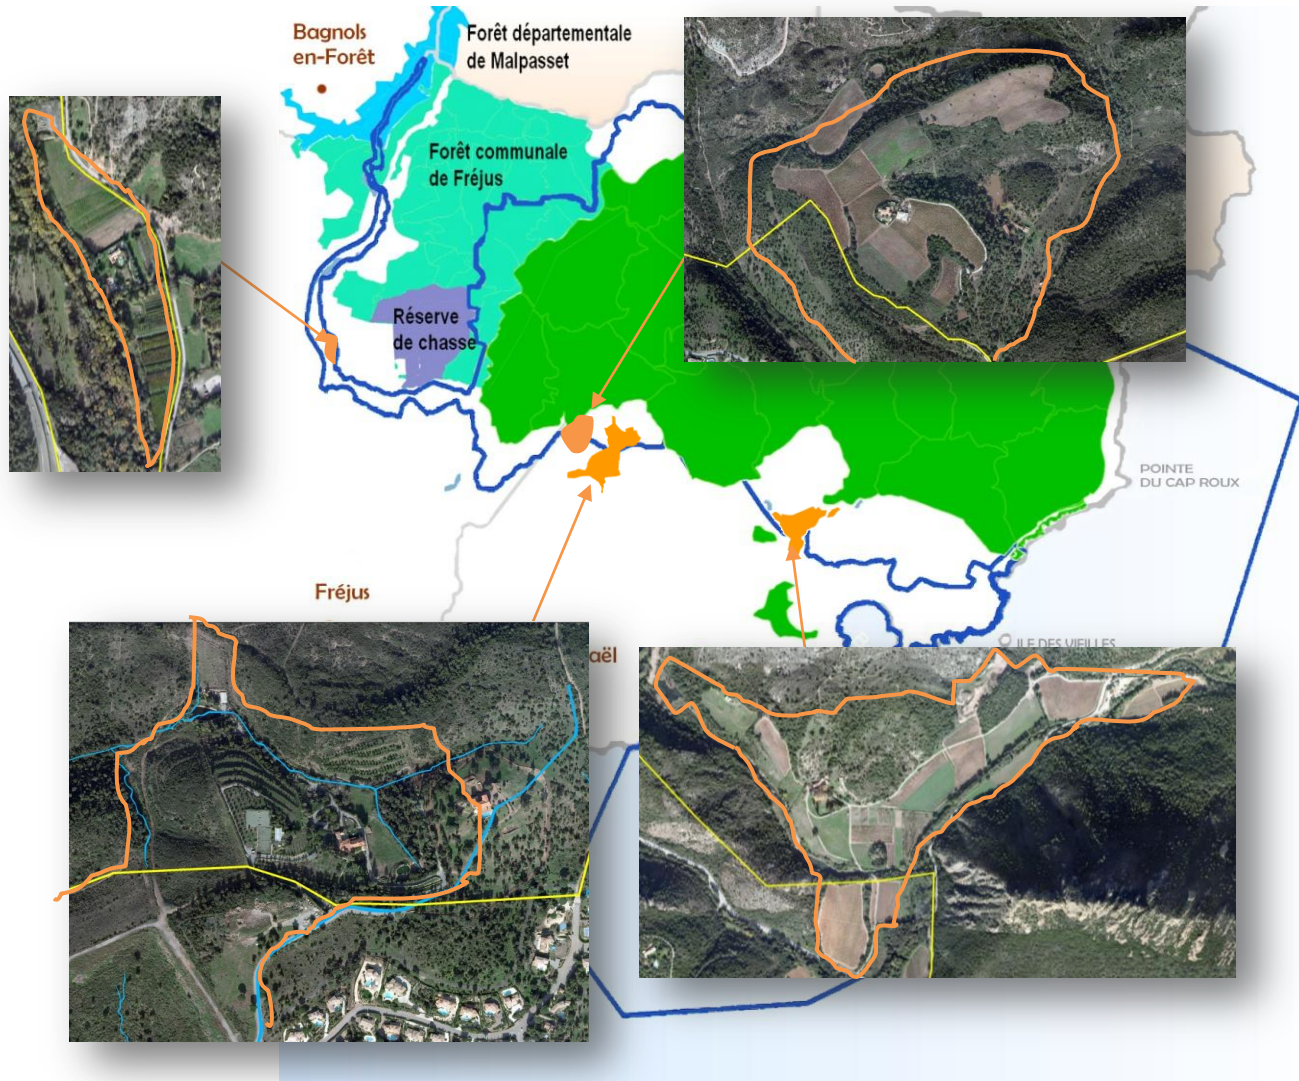 Bagnols
en-Forêt
Forêt départementale
de Malpasset
Forêt communale
de Fréjus
Réserve
de chasse
POINTE
DU CAP ROUX
Fréjus
aël
ILE DES VIEILLES